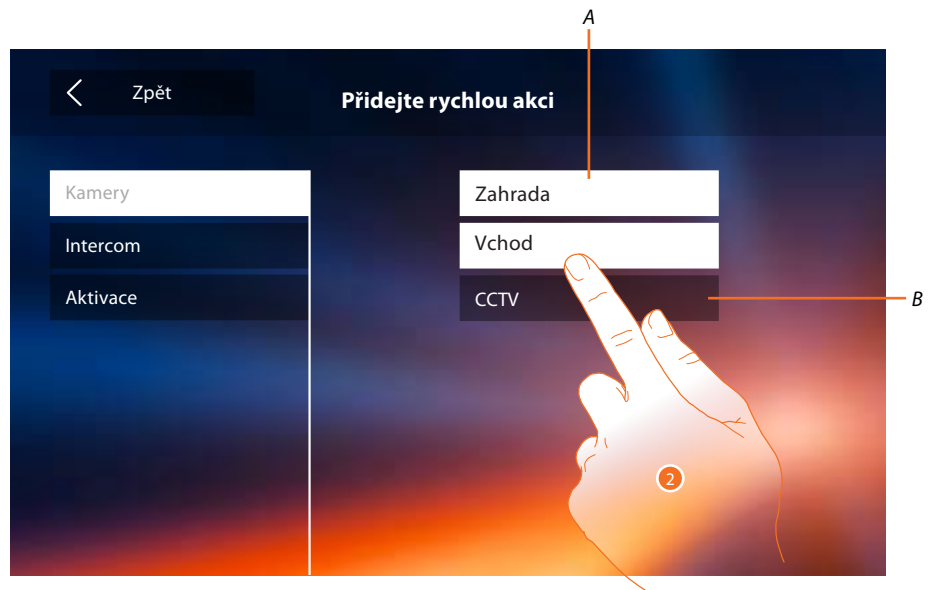 A
Zpět
Přidejte rychlou akci
Kamery
Zahrada
Intercom
Vchod
Aktivace
CCTV
B
2